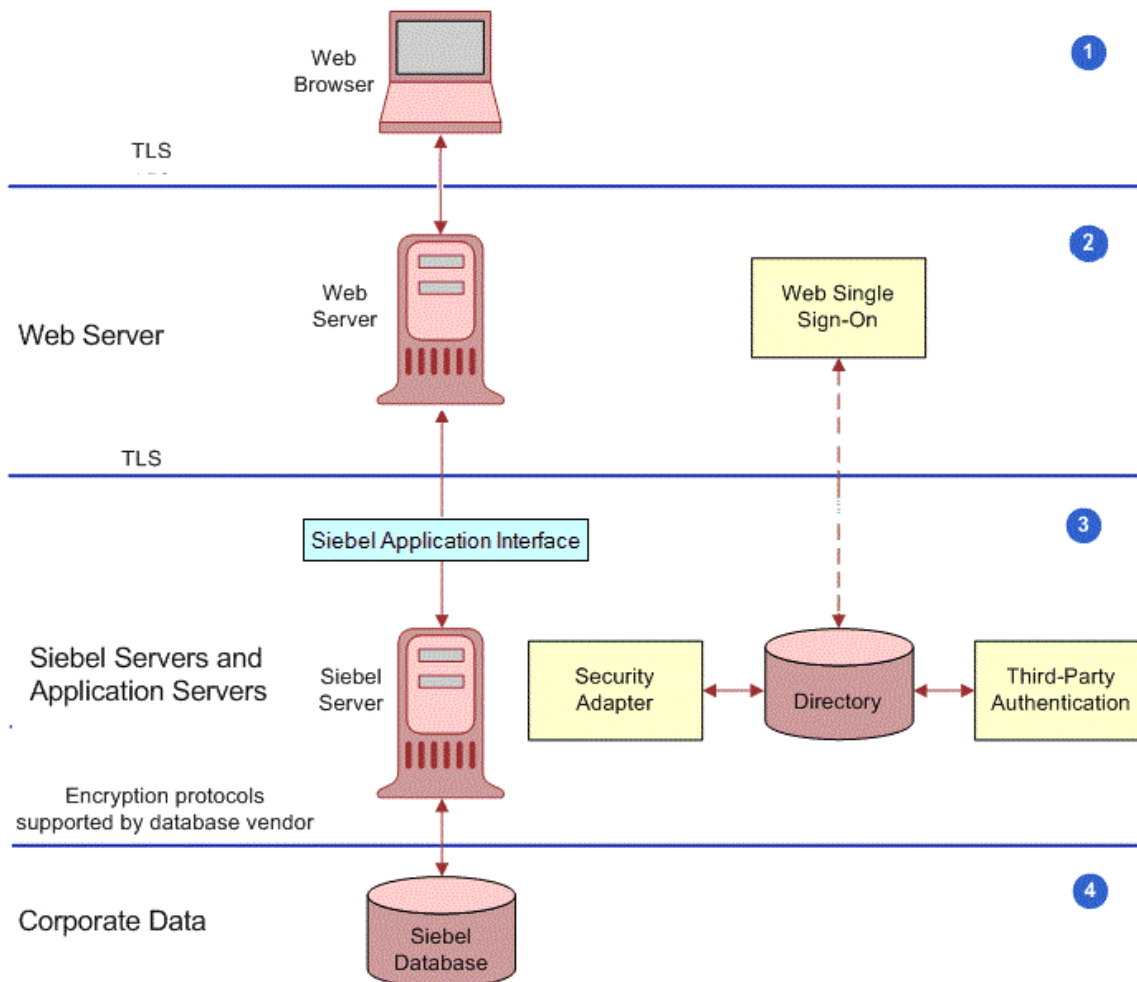 Web
Browser
1
TLS
2
Web
Server
Web Single
Sign-On
Web Server
TLS
3
Siebel Application Interface
Siebel Servers and
Application Servers
Siebel
Server
Security
Adapter
Directory
Third-Party
Authentication
Encryption protocols
supported by database vendor
4
Corporate Data
Siebel
Database